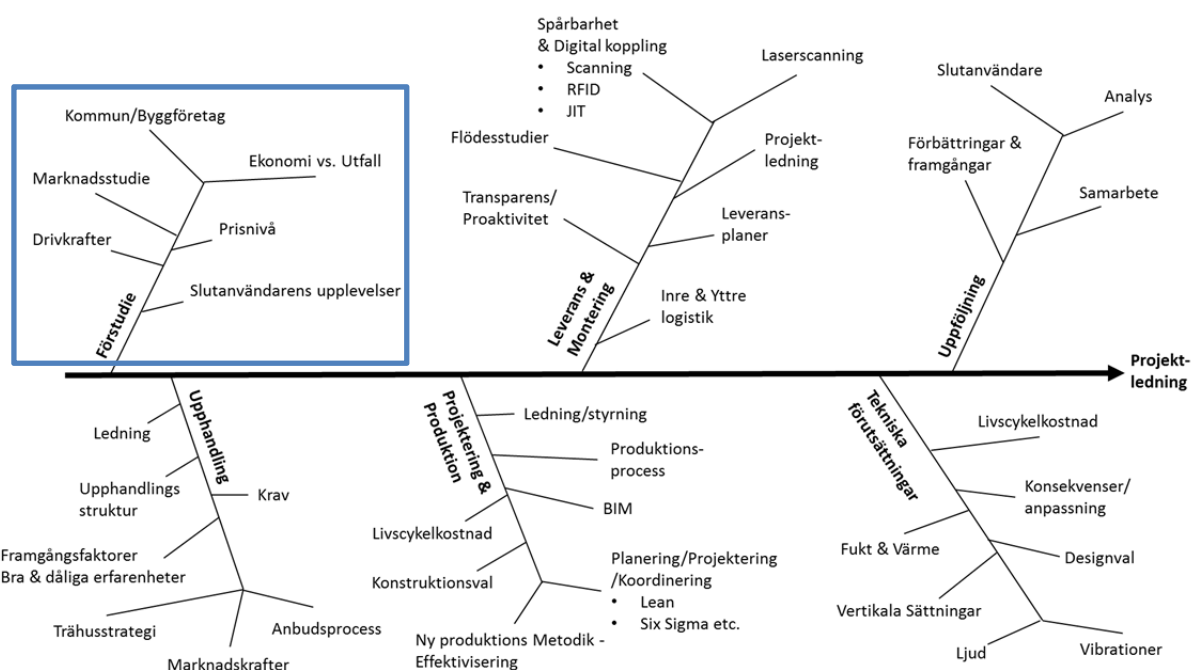 Spårbarhet
& Digital koppling
• Scanning
• RFID
• JIT
Laserscanning
Flödesstudier
Projekt-
ledning
Transparens/
Proaktivitet
Leverans-
planer
Inre & Yttre
logistik
Leverans &
Montering
Slutanvändare
Analys
Förbättringar &
framgångar
Samarbete
Uppföljning
Kommun/Byggföretag
Ekonomi vs. Utfall
Marknadsstudie
Prisnivå
Drivkrafter
Slutanvändarens upplevelser
Förstudie
Projekt-
ledning
Upphandling
Ledning
Upphandlings
struktur
Krav
Framgångsfaktorer
Bra & dåliga erfarenheter
Trähusstrategi
Anbudsprocess
Marknadskrafter
Projektering &
Produktion
Ledning/styrning
Produktions-
process
BIM
Livscykelkostnad
Konstruktionsval
Planering/Projektering
/Koordinering
• Lean
• Six Sigma etc.
Ny produktions Metodik -
Effektivisering
Tekniska
förutsättningar
Livscykelkostnad
Konsekvenser/
anpassning
Fukt & Värme
Designval
Vertikala Sättningar
Ljud
Vibrationer